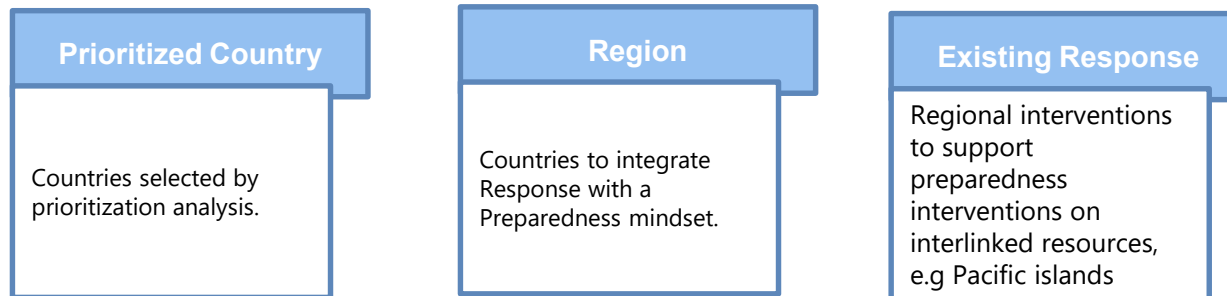 Prioritized Country
Countries selected by
prioritization analysis.
Region
Countries to integrate
Response with a
Preparedness mindset.
Existing Response
Regional interventions
to support
preparedness
interventions on
interlinked resources,
e.g Pacific islands